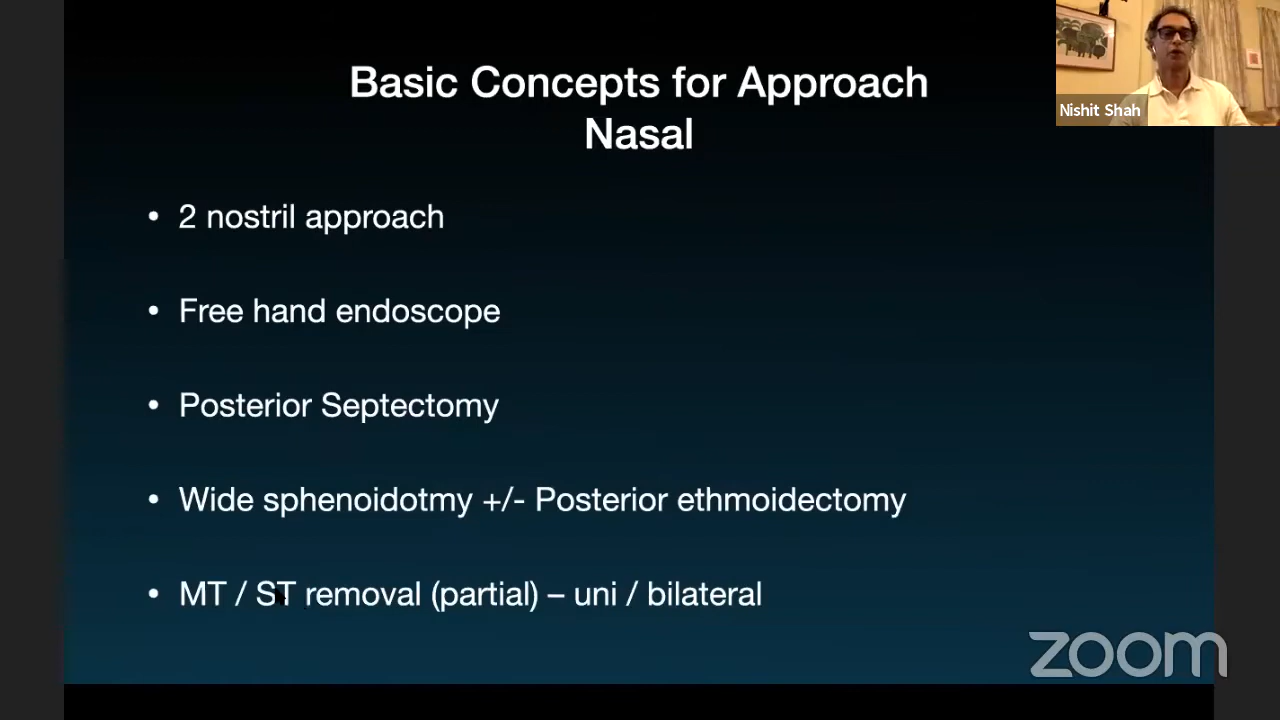 Basic Concepts for Approach
Nasal
Nishit Shah
• 2 nostril approach
• Free hand endoscope
• Posterior Septectomy
• Wide sphenoidotmy +/- Posterior ethmoidectomy
• MT / ST removal (partial) – uni / bilateral
zoom